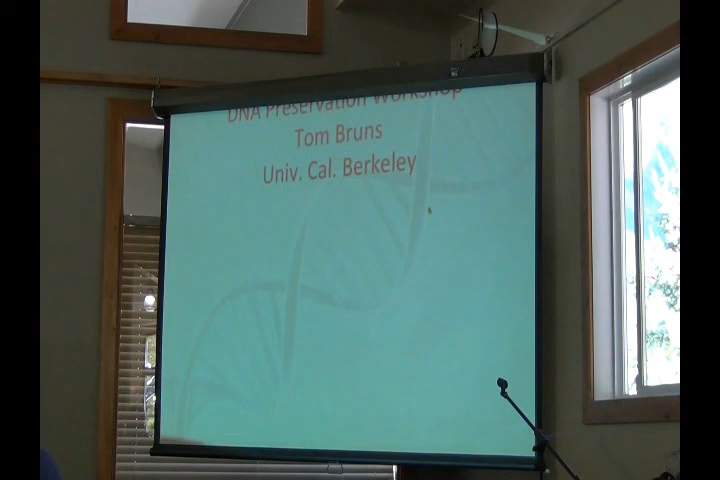 DNA Preservation Workshop
Tom Bruns
Univ. Cal. Berkeley